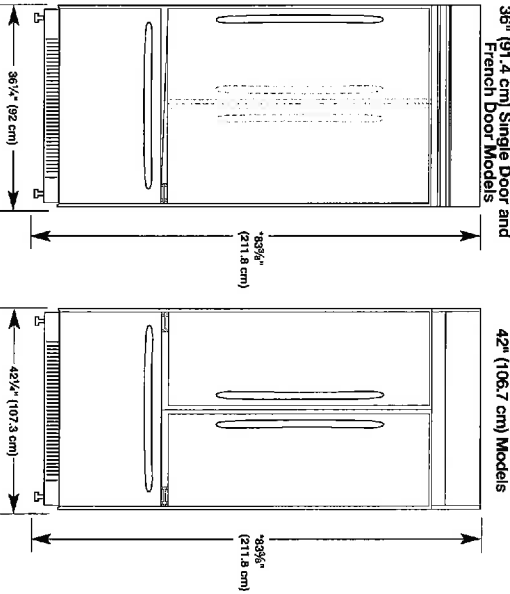 36" (91.4 cm) Single Door and
French Door Models
*83⅜"
(211.8 cm)
36¼" (92 cm)
42" (106.7 cm) Models
*83⅜"
(211.8 cm)
42¼" (107.3 cm)